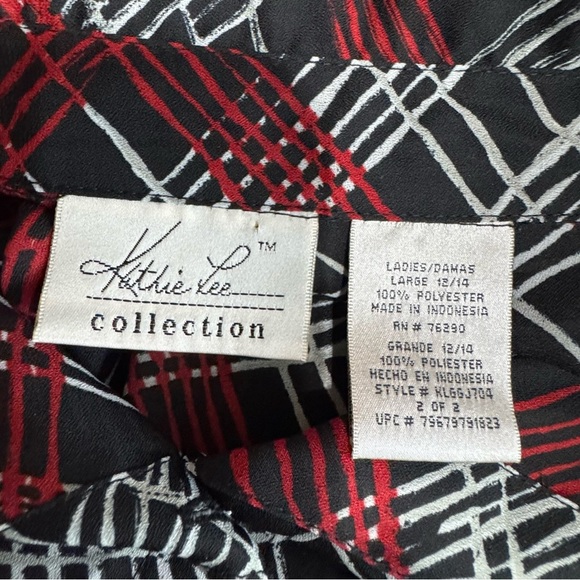 Kathie Lee™
collection
LADIES/DAMAS
LARGE 12/14
100% POLYESTER
MADE IN INDONESIA
RN# 76290
GRANDE 12/14
100% POLIESTER
HECHO EN INDONESIA
STYLE # KLGGJ704
2 OF 2
UPC # 79679791823